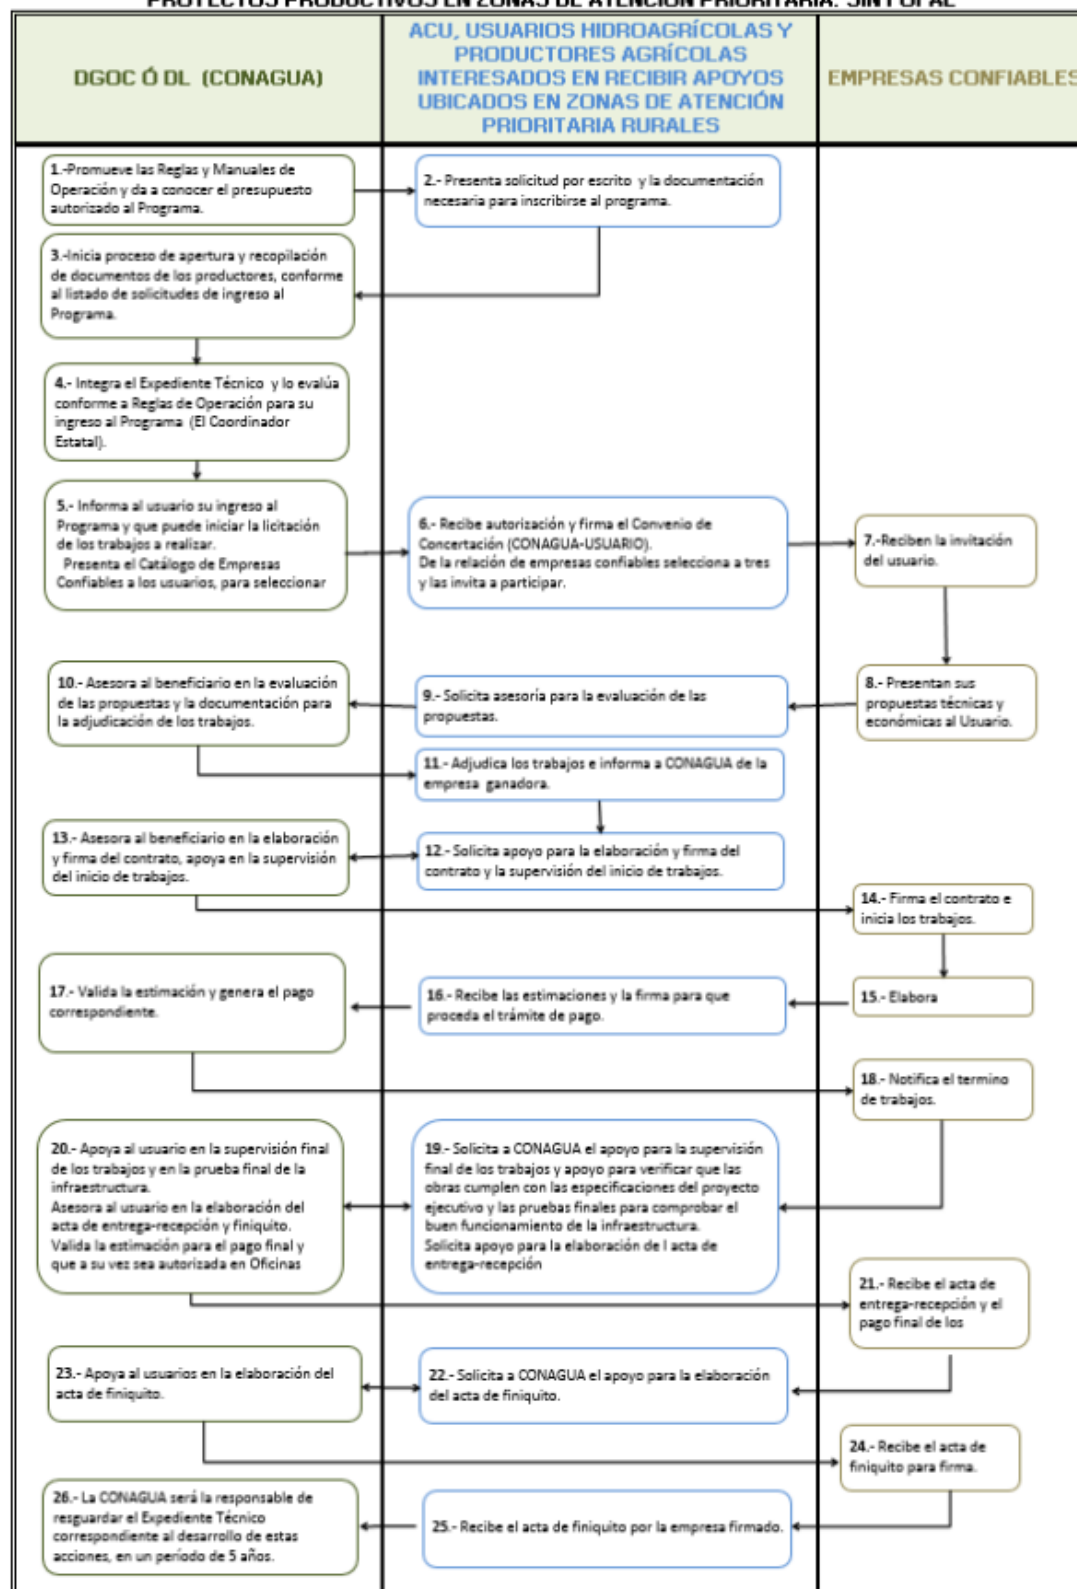 PROYECTOS PRODUCTIVOS EN ZONAS DE ATENCIÓN PRIORITARIA.
DGOC Ó DL (CONAGUA)
ACU, USUARIOS HIDROAGRÍCOLAS Y
PRODUCTORES AGRÍCOLAS
INTERESADOS EN RECIBIR APOYOS
UBICADOS EN ZONAS DE ATENCIÓN
PRIORITARIA RURALES
EMPRESAS CONFIABLES
1.-Promueve las Reglas y Manuales de
Operación y da a conocer el presupuesto
autorizado al Programa.
2.- Presenta solicitud por escrito y la documentación
necesaria para inscribirse al programa.
3.-Inicia proceso de apertura y recopilación
de documentos de los productores, conforme
al listado de solicitudes de ingreso al
Programa.
4.- Integra el Expediente Técnico y lo evalúa
conforme a Reglas de Operación para su
ingreso al Programa (El Coordinador
Estatal).
5.- Informa al usuario su ingreso al
Programa y que puede iniciar la licitación
de los trabajos a realizar.
Presenta el Catálogo de Empresas
Confiables a los usuarios, para seleccionar
6.- Recibe autorización y firma el Convenio de
Concertación (CONAGUA-USUARIO).
De la relación de empresas confiables selecciona a tres
y las invita a participar.
7.-Reciben la invitación
del usuario.
10.- Asesora al beneficiario en la evaluación
de las propuestas y la documentación para
la adjudicación de los trabajos.
9.- Solicita asesoría para la evaluación de las
propuestas.
8.- Presentan sus
propuestas técnicas y
económicas al Usuario.
11.- Adjudica los trabajos e informa a CONAGUA de la
empresa ganadora.
13.- Asesora al beneficiario en la elaboración
y firma del contrato, apoya en la supervisión
del inicio de trabajos.
12.- Solicita apoyo para la elaboración y firma del
contrato y la supervisión del inicio de trabajos.
14.- Firma el contrato e
inicia los trabajos.
17.- Valida la estimación y genera el pago
correspondiente.
16.- Recibe las estimaciones y la firma para que
proceda el trámite de pago.
15.- Elabora
18.- Notifica el termino
de trabajos.
20.- Apoya al usuario en la supervisión final
de los trabajos y en la prueba final de la
infraestructura.
Asesora al usuario en la elaboración del
acta de entrega-recepción y finiquito.
Valida la estimación para el pago final y
que a su vez sea autorizada en Oficinas
19.- Solicita a CONAGUA el apoyo para la supervisión
final de los trabajos y apoyo para verificar que las
obras cumplen con las especificaciones del proyecto
ejecutivo y las pruebas finales para comprobar el
buen funcionamiento de la infraestructura.
Solicita apoyo para la elaboración de l acta de
entrega-recepción
21.- Recibe el acta de
entrega-recepción y el
pago final de los
23.- Apoya al usuarios en la elaboración del
acta de finiquito.
22.- Solicita a CONAGUA el apoyo para la elaboración
del acta de finiquito.
24.- Recibe el acta de
finiquito para firma.
26.- La CONAGUA será la responsable de
resguardar el Expediente Técnico
correspondiente al desarrollo de estas
acciones, en un período de 5 años.
25.- Recibe el acta de finiquito por la empresa firmado.